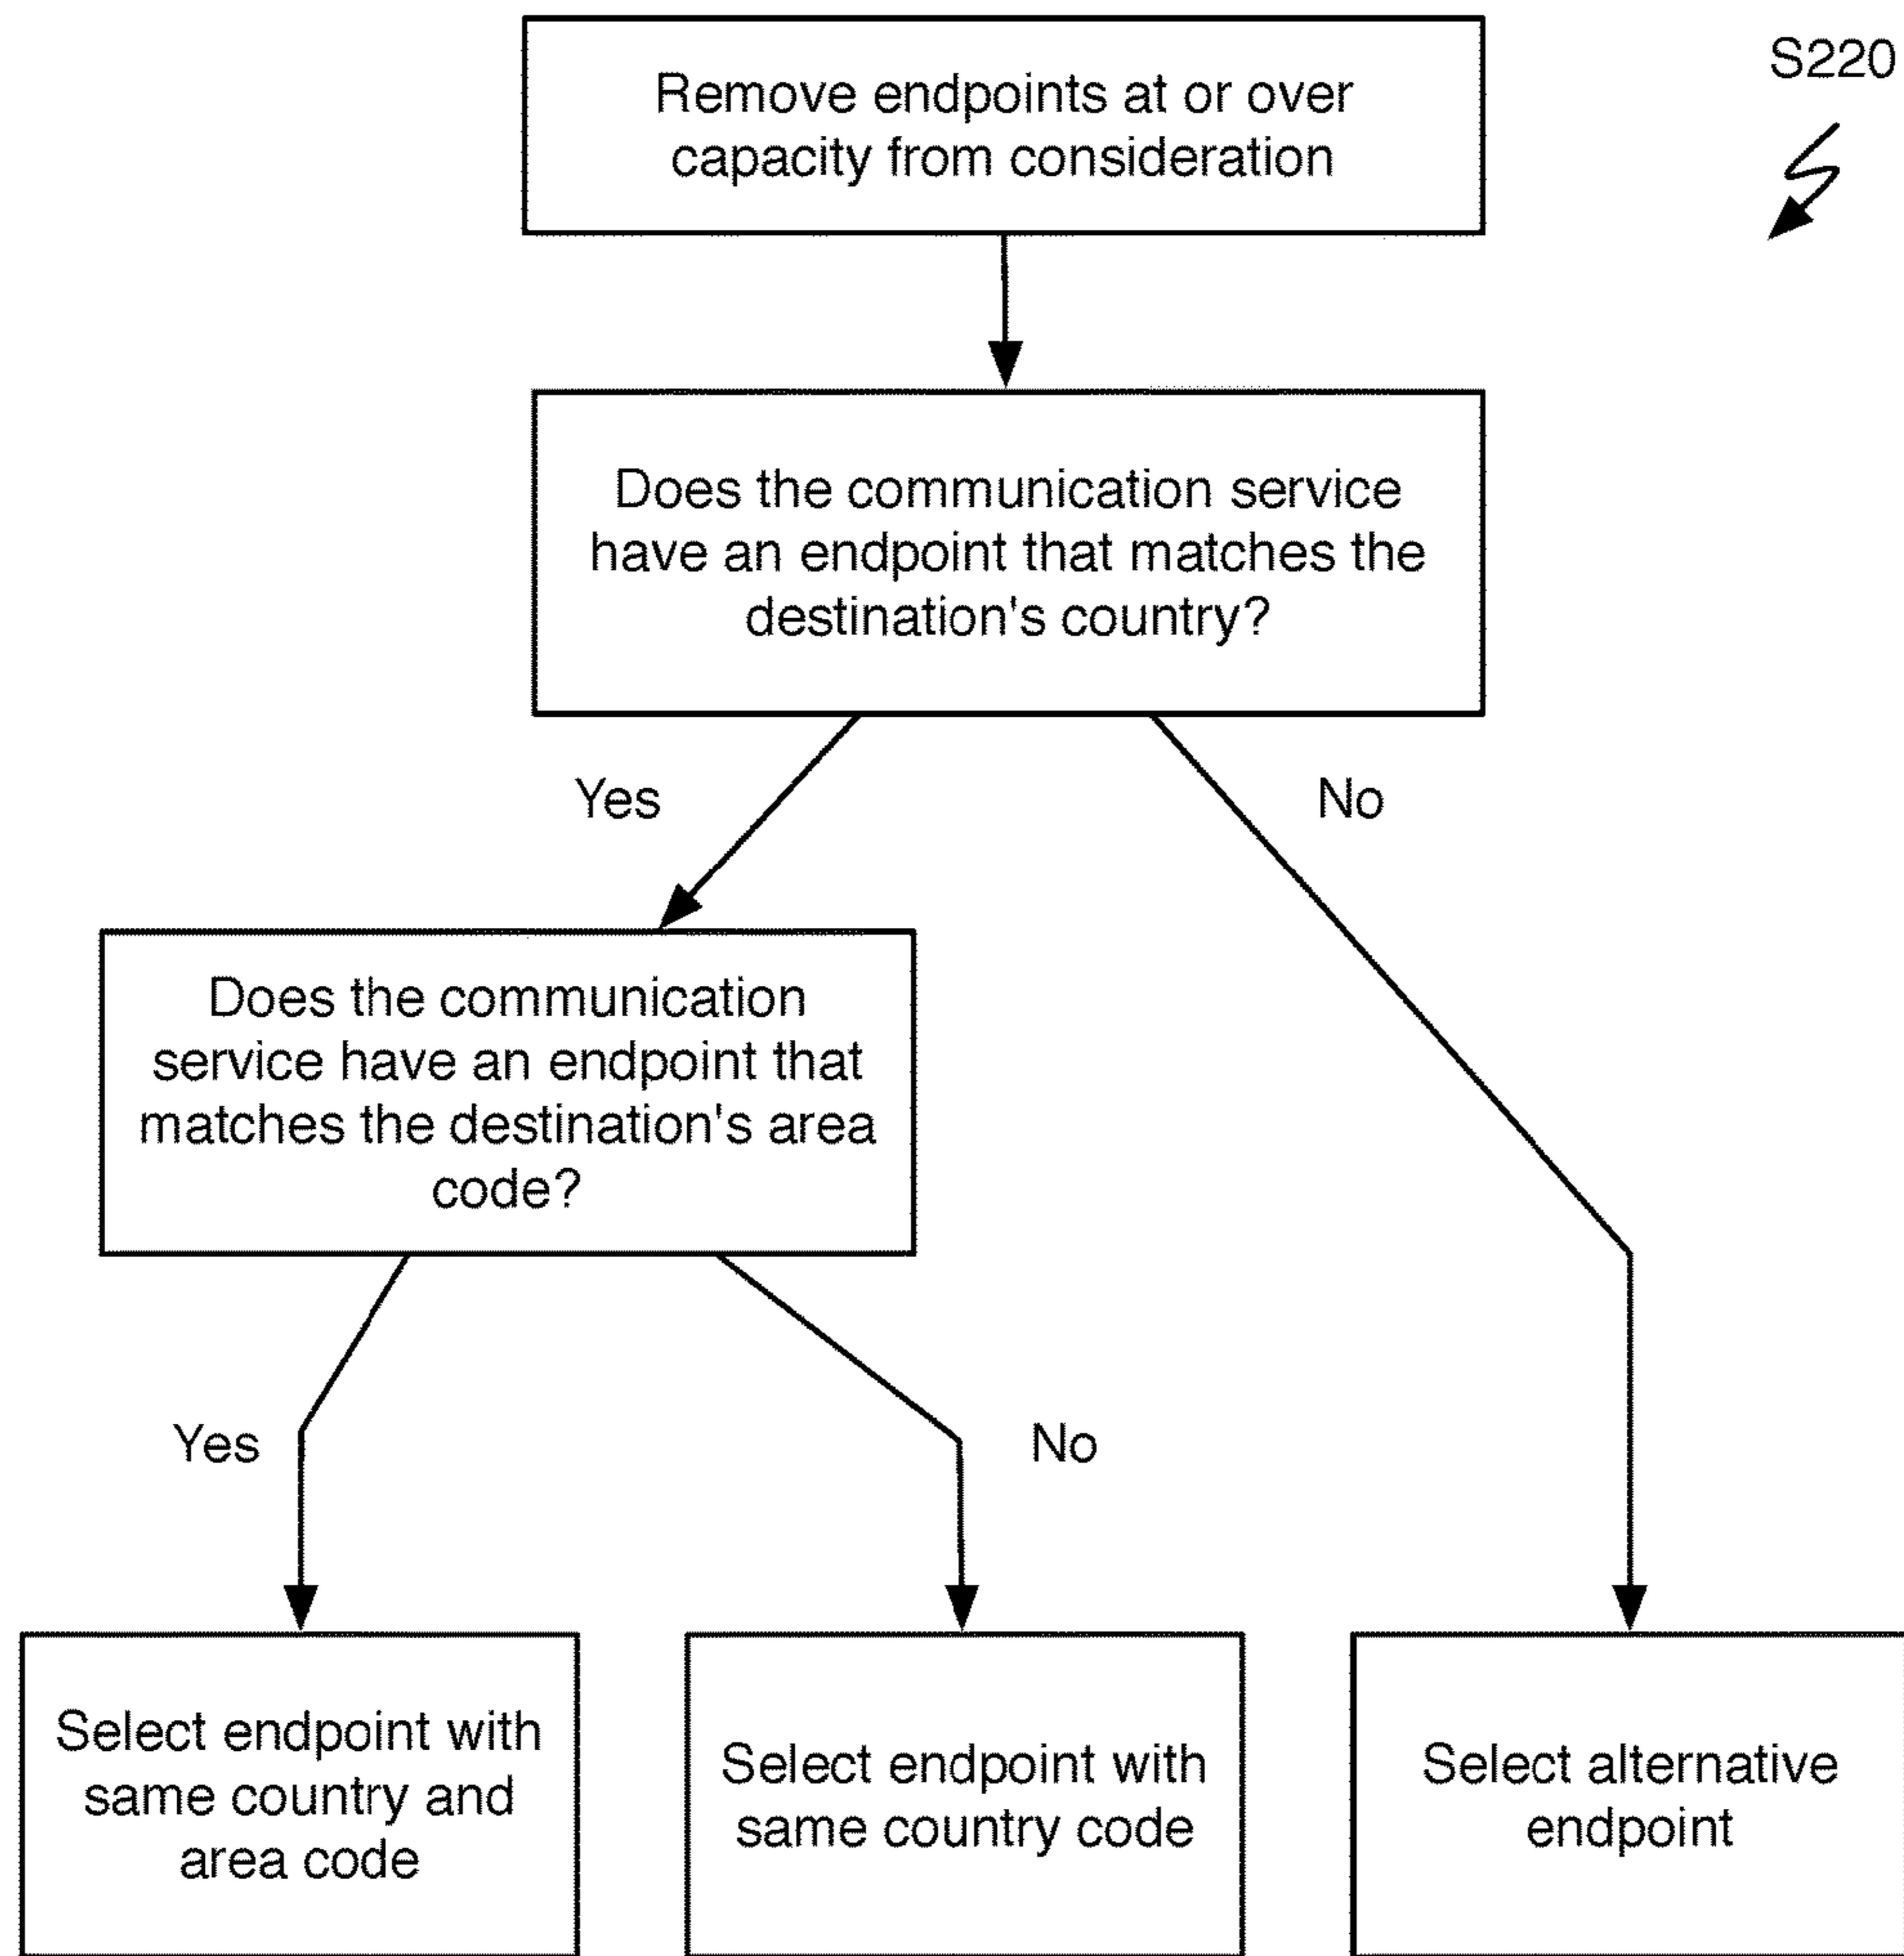 S220
Remove endpoints at or over
capacity from consideration
Does the communication service
have an endpoint that matches the
destination's country?
Yes
No
Does the communication
service have an endpoint that
matches the destination's area
code?
Yes
No
Select endpoint with
same country and
area code
Select endpoint with
same country code
Select alternative
endpoint